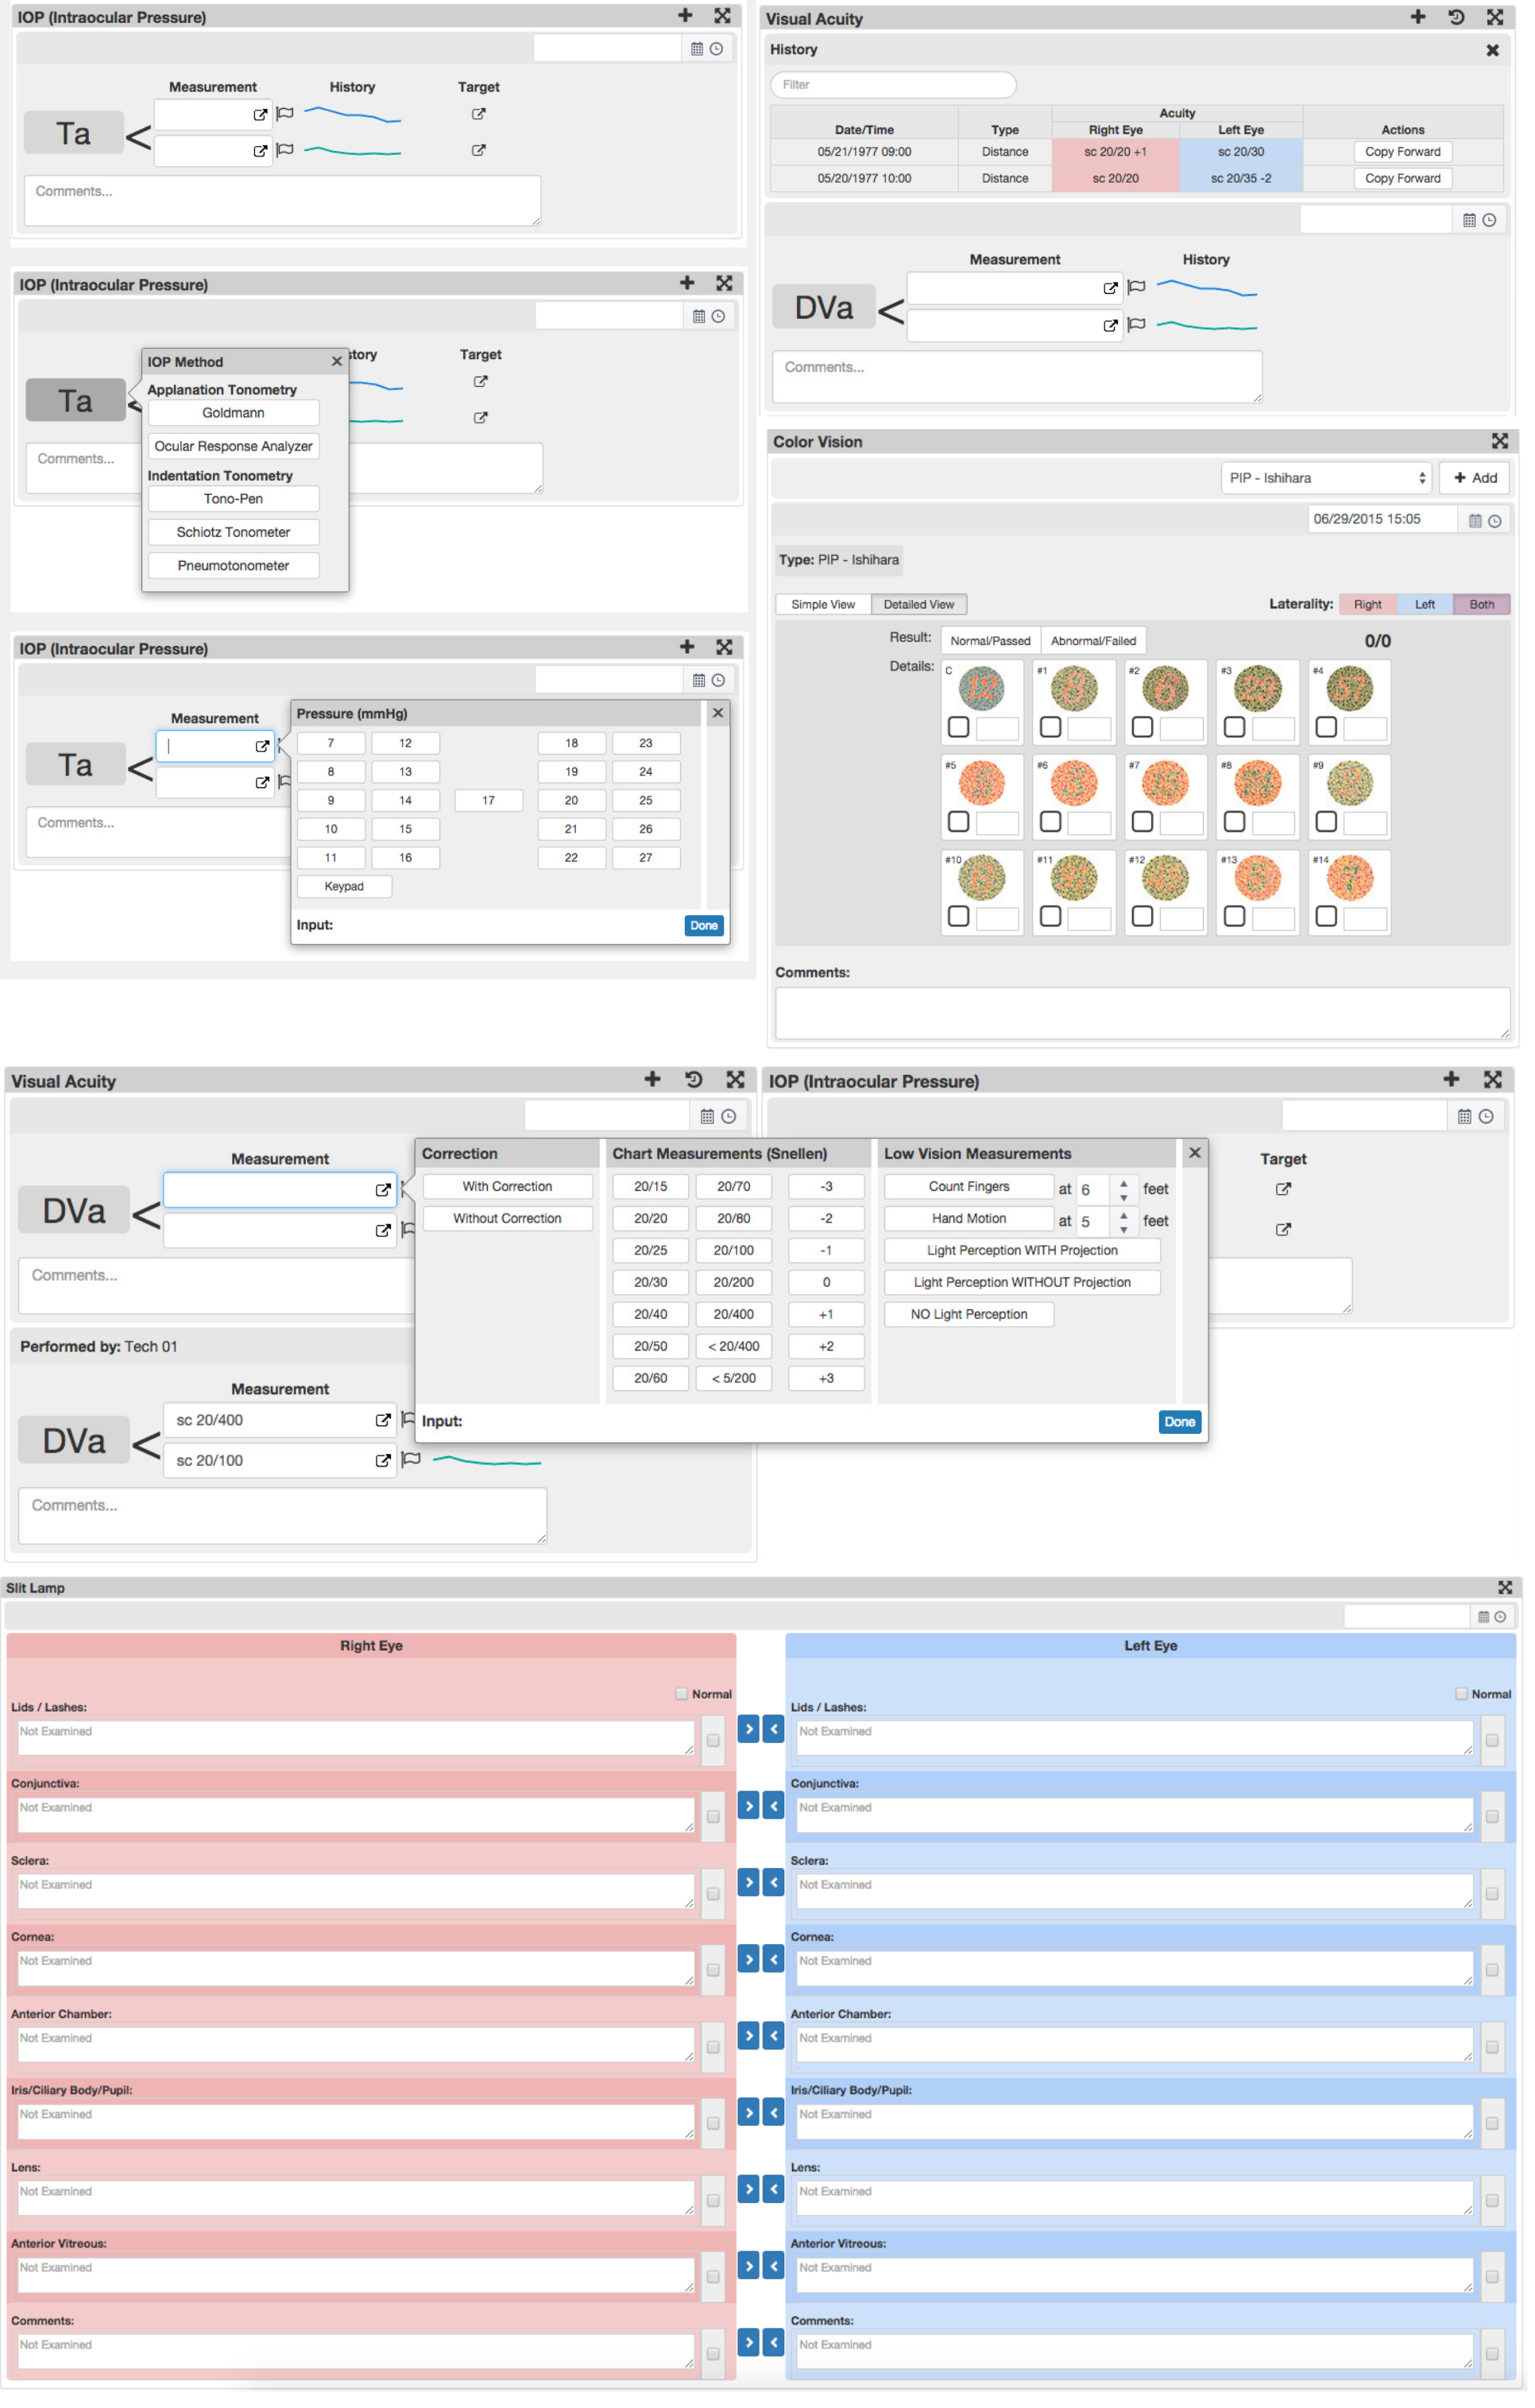 IOP (Intraocular Pressure)
Measurement History Target
Ta
Comments...
IOP (Intraocular Pressure)
story Target
Ta
IOP Method
Applanation Tonometry
Goldmann
Ocular Response Analyzer
Indentation Tonometry
Tono-Pen
Schiotz Tonometer
Pneumotonometer
Comments...
IOP (Intraocular Pressure)
Measurement
Ta
Comments...
Pressure (mmHg)
7 12 18 23
8 13 19 24
9 14 17 20 25
10 15 21 26
11 16 22 27
Keypad
Input: Done
Visual Acuity
History
Filter
Acuity
Date/Time Type Right Eye Left Eye Actions
05/21/1977 09:00 Distance sc 20/20 +1 sc 20/30 Copy Forward
05/20/1977 10:00 Distance sc 20/20 sc 20/35 -2 Copy Forward
Measurement History
DVa
Comments...
Color Vision
PIP - Ishihara + Add
06/29/2015 15:05
Type: PIP - Ishihara
Simple View Detailed View Laterality: Right Left Both
Result: Normal/Passed Abnormal/Failed 0/0
Details:
C #1 #2 #3 #4
12 8 6 29 57
#5 #6 #7 #8 #9
#10 #11 #12 #13 #14
Comments:
Visual Acuity
Measurement
DVa
Comments...
Performed by: Tech 01
Measurement
DVa
sc 20/400
sc 20/100
Comments...
IOP (Intraocular Pressure)
Target
Correction Chart Measurements (Snellen) Low Vision Measurements
With Correction 20/15 20/70 -3 Count Fingers at 6 feet
Without Correction 20/20 20/80 -2 Hand Motion at 5 feet
20/25 20/100 -1 Light Perception WITH Projection
20/30 20/200 0 Light Perception WITHOUT Projection
20/40 20/400 +1 NO Light Perception
20/50 < 20/400 +2
20/60 < 5/200 +3
Input: Done
Slit Lamp
Right Eye Left Eye
Normal Normal
Lids / Lashes: Lids / Lashes:
Not Examined Not Examined
Conjunctiva: Conjunctiva:
Not Examined Not Examined
Sclera: Sclera:
Not Examined Not Examined
Cornea: Cornea:
Not Examined Not Examined
Anterior Chamber: Anterior Chamber:
Not Examined Not Examined
Iris/Ciliary Body/Pupil: Iris/Ciliary Body/Pupil:
Not Examined Not Examined
Lens: Lens:
Not Examined Not Examined
Anterior Vitreous: Anterior Vitreous:
Not Examined Not Examined
Comments: Comments:
Not Examined Not Examined